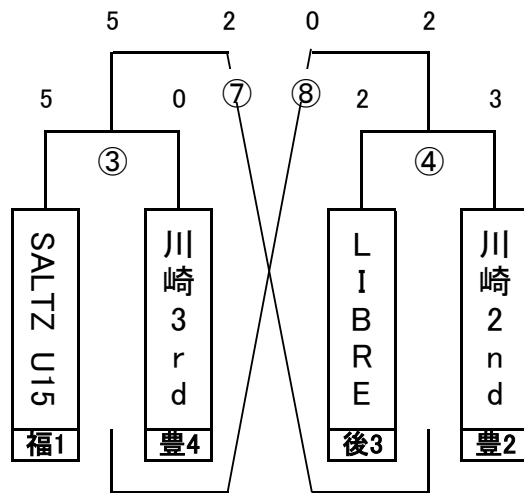 5 2 0 2
5 0 ⑦ ⑧ 2 3
③ ④
SALTZ U15
川崎3rd
LIBRE
川崎2nd
福1 豊4 後3 豊2